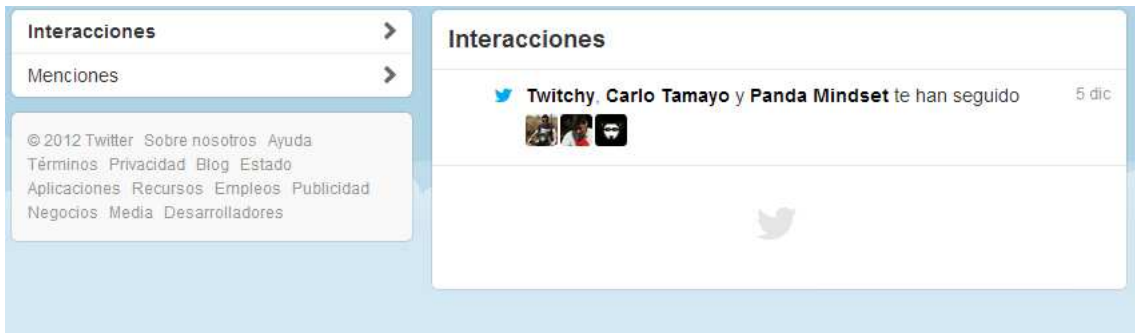 Interacciones
Menciones
© 2012 Twitter Sobre nosotros Ayuda
Términos Privacidad Blog Estado
Aplicaciones Recursos Empleos Publicidad
Negocios Media Desarrolladores
Interacciones
Twitchy, Carlo Tamayo y Panda Mindset te han seguido 5 dic